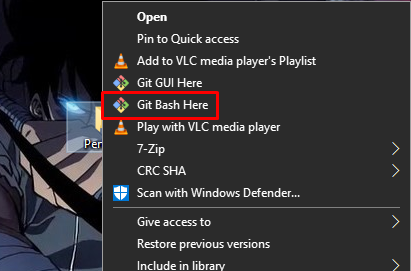 Open
Pin to Quick access
Add to VLC media player's Playlist
Git GUI Here
Git Bash Here
Play with VLC media player
7-Zip
CRC SHA
Scan with Windows Defender...
Give access to
Restore previous versions
Include in library